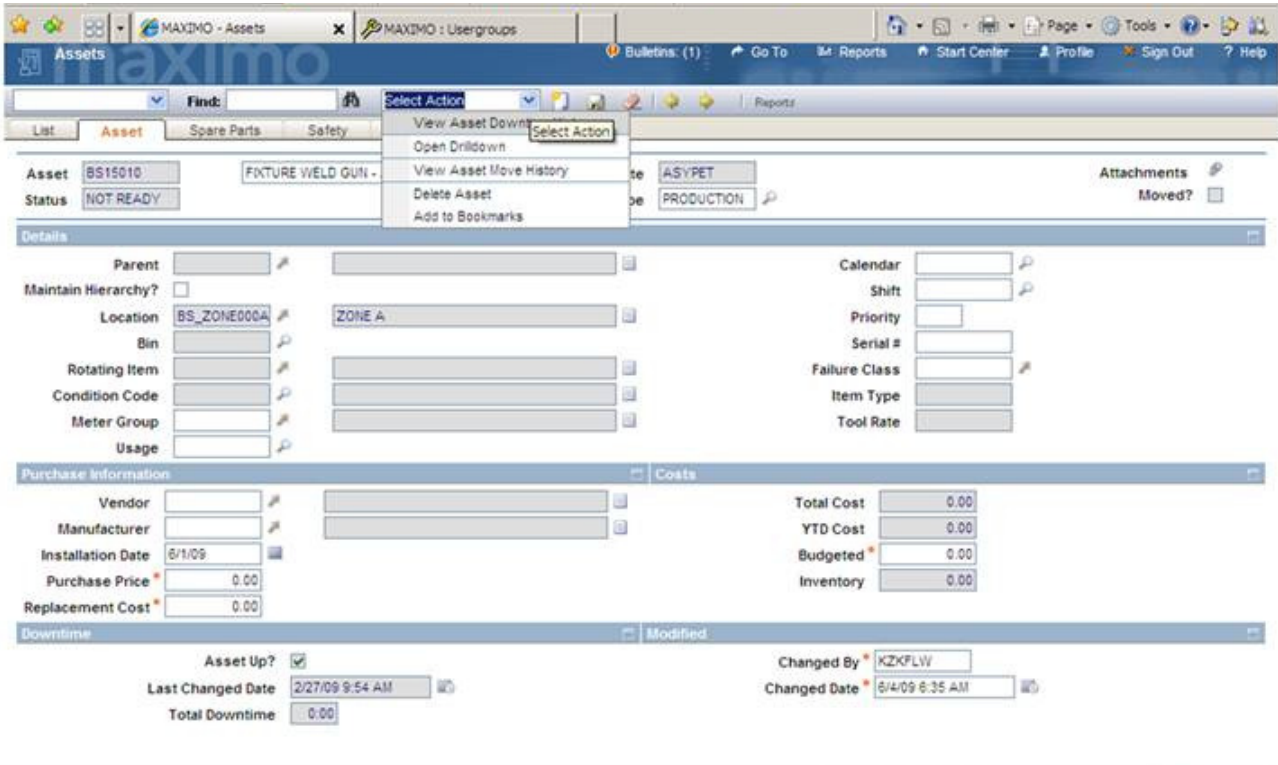 MAXIMO - Assets
MAXIMO : Usergroups
Page
Tools
Assets
maximo
Bulletins: (1)
Go To
Reports
Start Center
Profile
Sign Out
? Help
Find:
Select Action
Reports
List
Asset
Spare Parts
Safety
View Asset Downt
Select Action
Open Drilldown
View Asset Move History
Delete Asset
Add to Bookmarks
Asset BS15010 FIXTURE WELD GUN - te ASYPET Attachments
Status NOT READY pe PRODUCTION Moved?
Details
Parent Calendar
Maintain Hierarchy? Shift
Location BS_ZONE000A ZONE A Priority
Bin Serial #
Rotating Item Failure Class
Condition Code Item Type
Meter Group Tool Rate
Usage
Purchase Information Costs
Vendor Total Cost 0.00
Manufacturer YTD Cost 0.00
Installation Date 6/1/09 Budgeted * 0.00
Purchase Price * 0.00 Inventory 0.00
Replacement Cost * 0.00
Downtime Modified
Asset Up? Changed By * KZKFLW
Last Changed Date 2/27/09 9:54 AM Changed Date * 6/4/09 6:35 AM
Total Downtime 0:00